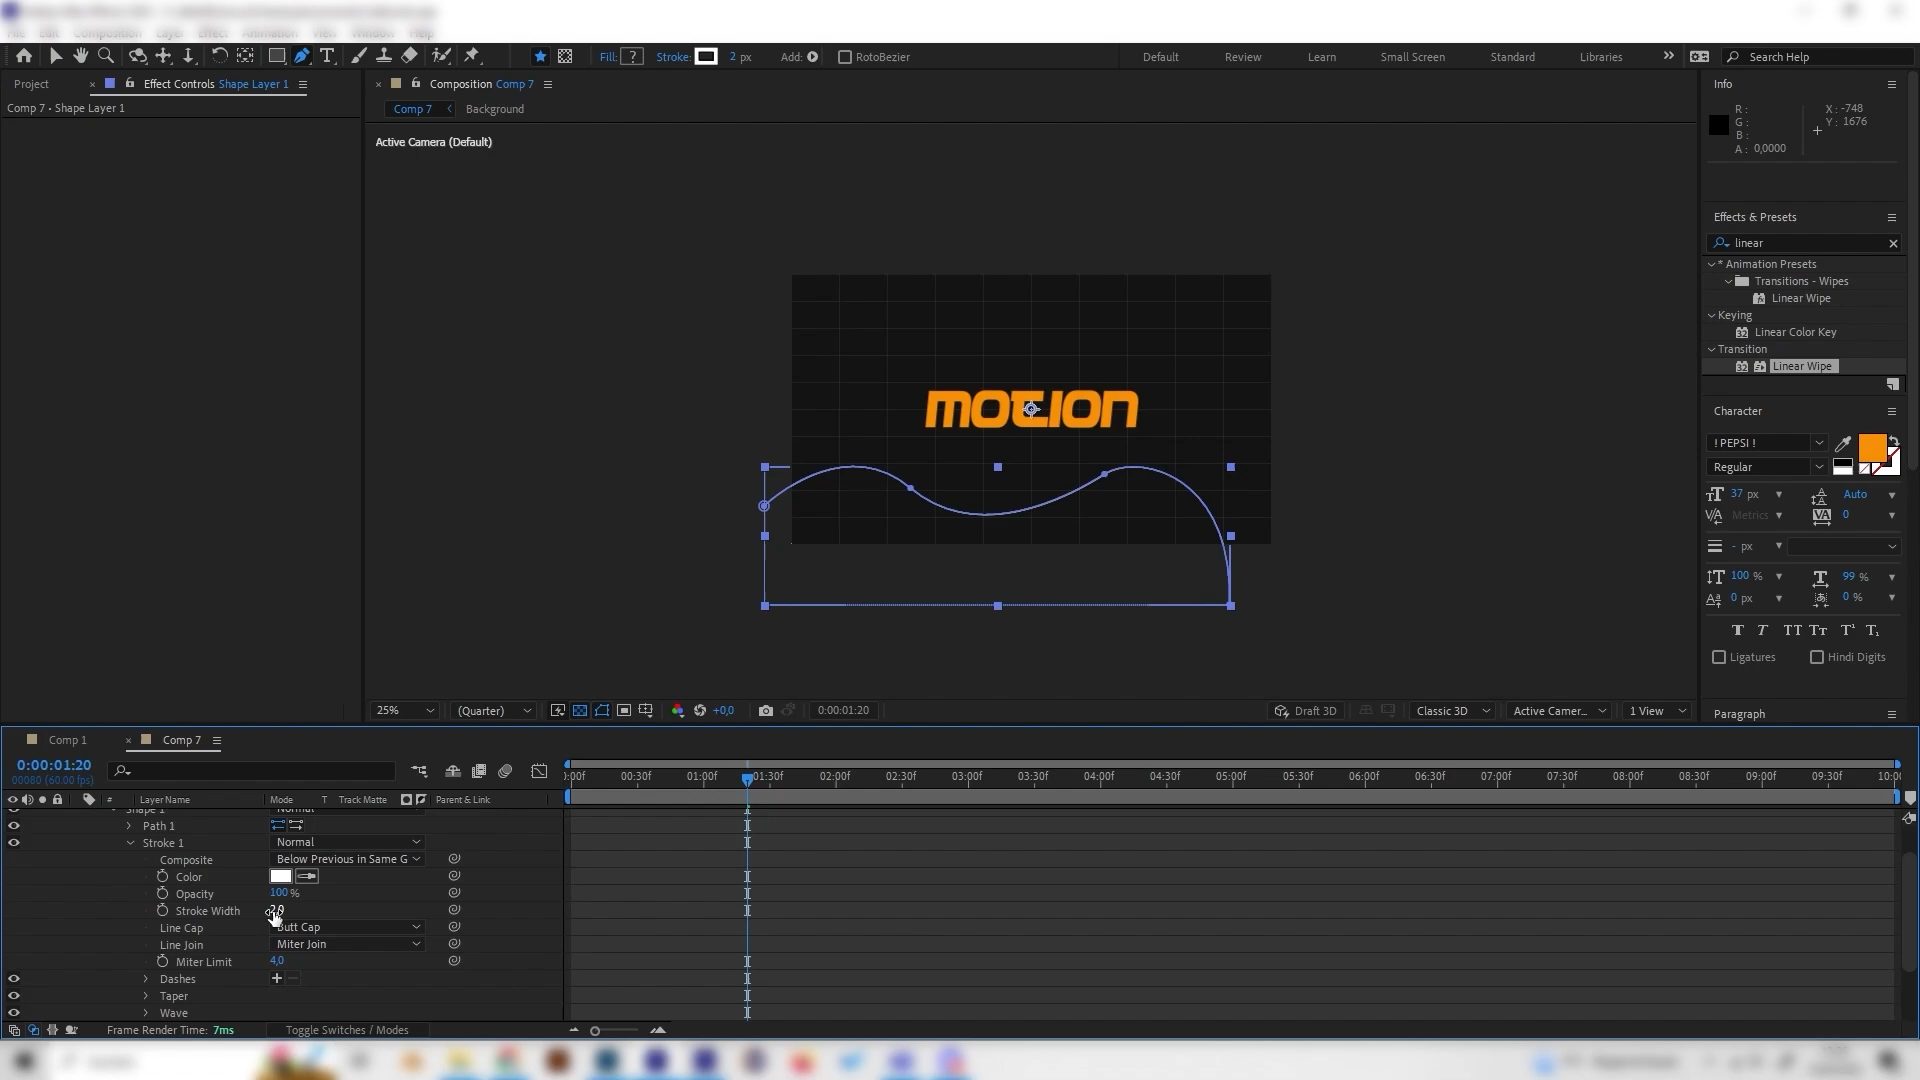 Fill: ?
Stroke:
2 px
Add:
RotoBezier
Default
Review
Learn
Small Screen
Standard
Libraries
Search Help
Project
Effect Controls Shape Layer 1
Comp 7 • Shape Layer 1
Composition Comp 7
Comp 7
Background
Active Camera (Default)
motion
25%
(Quarter)
+0,0
0:00:01:20
Draft 3D
Classic 3D
Active Camer...
1 View
Info
R :
G :
B :
A : 0,0000
X : -748
Y : 1676
Effects & Presets
linear
* Animation Presets
Transitions - Wipes
Linear Wipe
Keying
Linear Color Key
Transition
Linear Wipe
Character
! PEPSI !
Regular
37 px
Auto
Metrics
0
- px
100 %
99 %
0 px
0 %
Ligatures
Hindi Digits
Paragraph
Comp 1
Comp 7
0:00:01:20
00080 (60.00 fps)
:00f
00:30f
01:00f
01:30f
02:00f
02:30f
03:00f
03:30f
04:00f
04:30f
05:00f
05:30f
06:00f
06:30f
07:00f
07:30f
08:00f
08:30f
09:00f
09:30f
10:0
#
Layer Name
Mode
T
Track Matte
Parent & Link
Shape 1
Normal
Path 1
Stroke 1
Normal
Composite
Below Previous in Same G
Color
Opacity
100 %
Stroke Width
Line Cap
Butt Cap
Line Join
Miter Join
Miter Limit
4,0
Dashes
Taper
Wave
Frame Render Time: 7ms
Toggle Switches / Modes